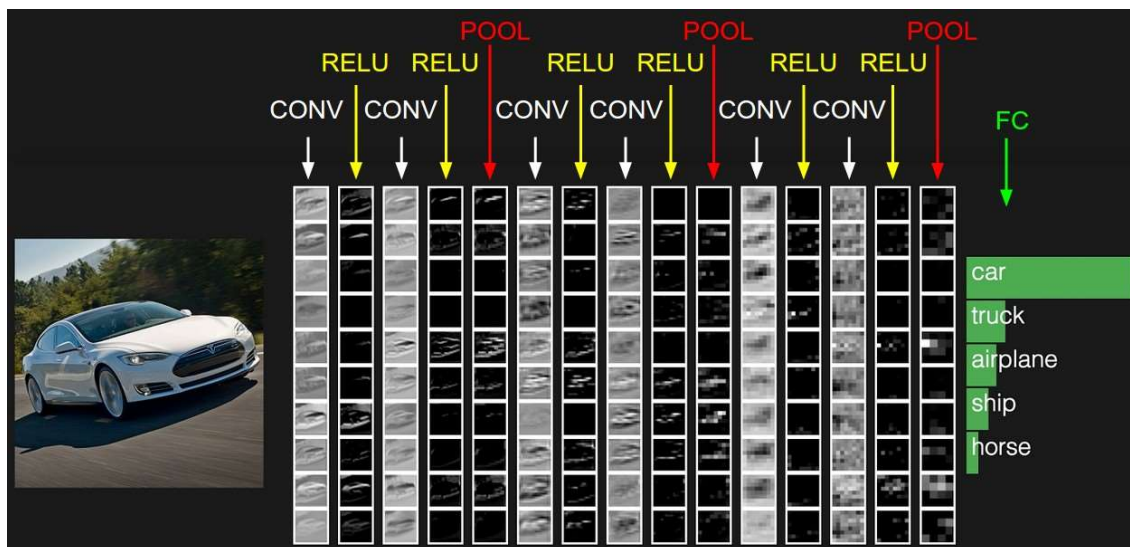 POOL POOL POOL
RELU RELU RELU RELU RELU RELU
CONV CONV CONV CONV CONV CONV
FC
car
truck
airplane
ship
horse